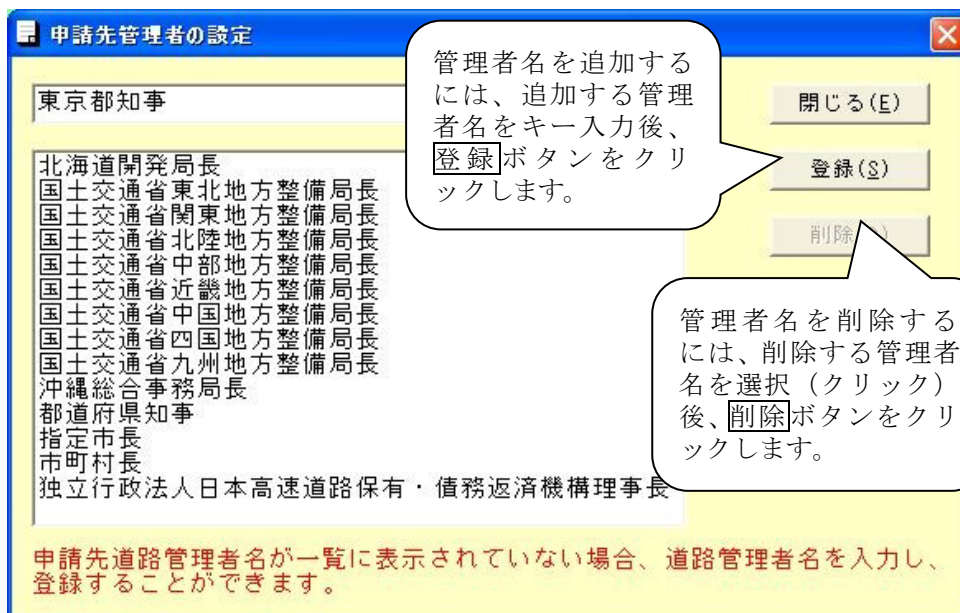 申請先管理者の設定
東京都知事
管理者名を追加する
には、追加する管理
者名をキー入力後、
登録ボタンをクリ
ックします。
閉じる(E)
登録(S)
削除
北海道開発局長
国土交通省東北地方整備局長
国土交通省関東地方整備局長
国土交通省北陸地方整備局長
国土交通省中部地方整備局長
国土交通省近畿地方整備局長
国土交通省中国地方整備局長
国土交通省四国地方整備局長
国土交通省九州地方整備局長
沖縄総合事務局長
都道府県知事
指定市長
市町村長
独立行政法人日本高速道路保有・債務返済機構理事長
管理者名を削除する
には、削除する管理者
名を選択（クリック）
後、削除ボタンをクリ
ックします。
申請先道路管理者名が一覧に表示されていない場合、道路管理者名を入力し、
登録することができます。